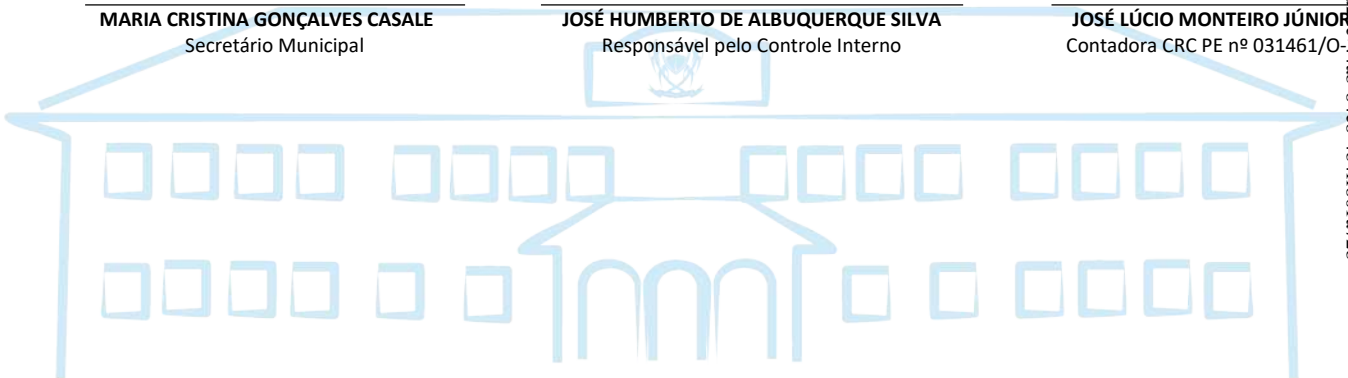 MARIA CRISTINA GONÇALVES CASALE
Secretário Municipal
JOSÉ HUMBERTO DE ALBUQUERQUE SILVA
Responsável pelo Controle Interno
JOSÉ LÚCIO MONTEIRO JÚNIOR
Contadora CRC PE nº 031461/O-